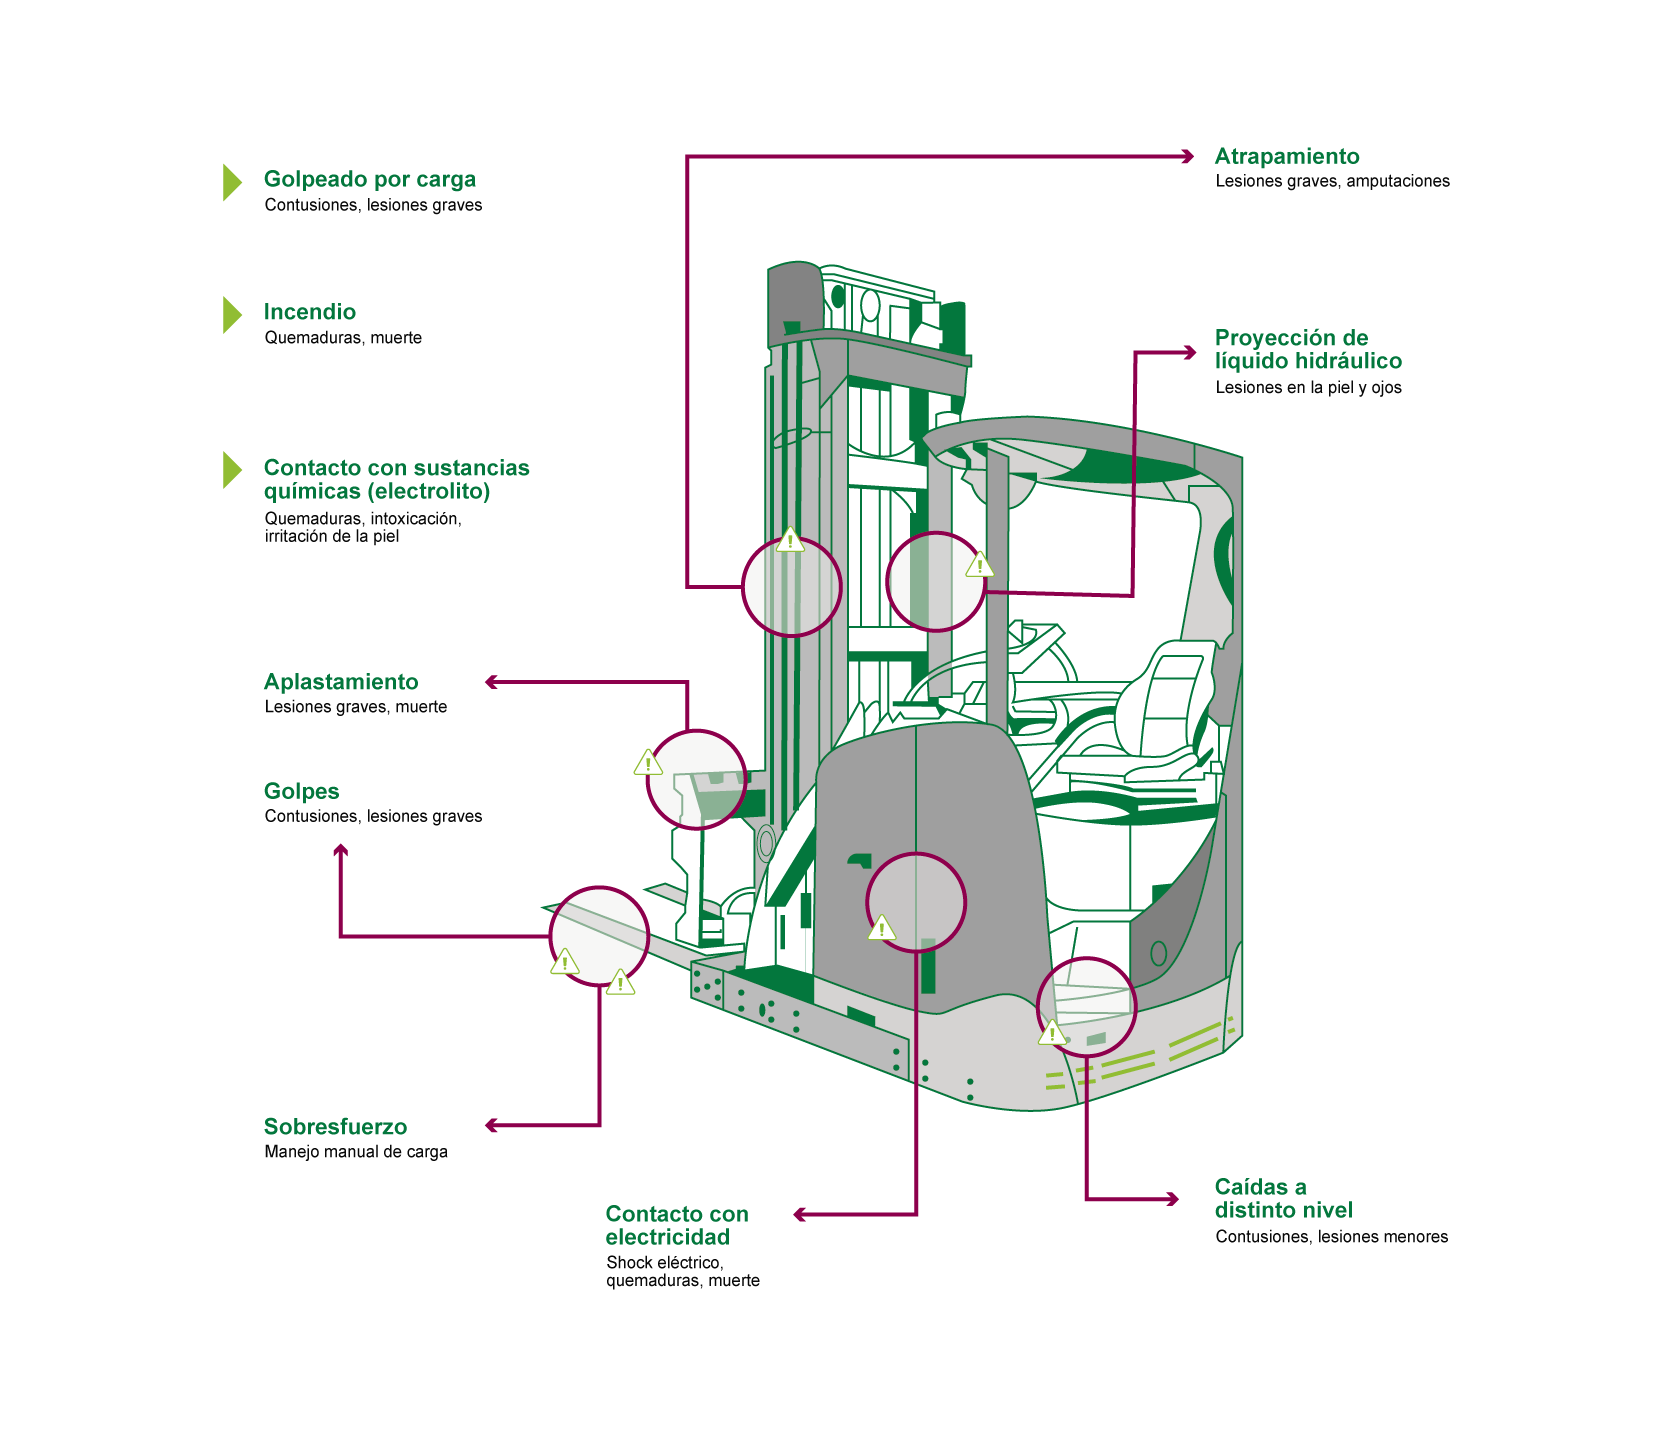 Golpeado por carga
Contusiones, lesiones graves
Incendio
Quemaduras, muerte
Contacto con sustancias
químicas (electrolito)
Quemaduras, intoxicación,
irritación de la piel
Aplastamiento
Lesiones graves, muerte
Golpes
Contusiones, lesiones graves
Sobresfuerzo
Manejo manual de carga
Contacto con
electricidad
Shock eléctrico,
quemaduras, muerte
Atrapamiento
Lesiones graves, amputaciones
Proyección de
líquido hidráulico
Lesiones en la piel y ojos
Caídas a
distinto nivel
Contusiones, lesiones menores